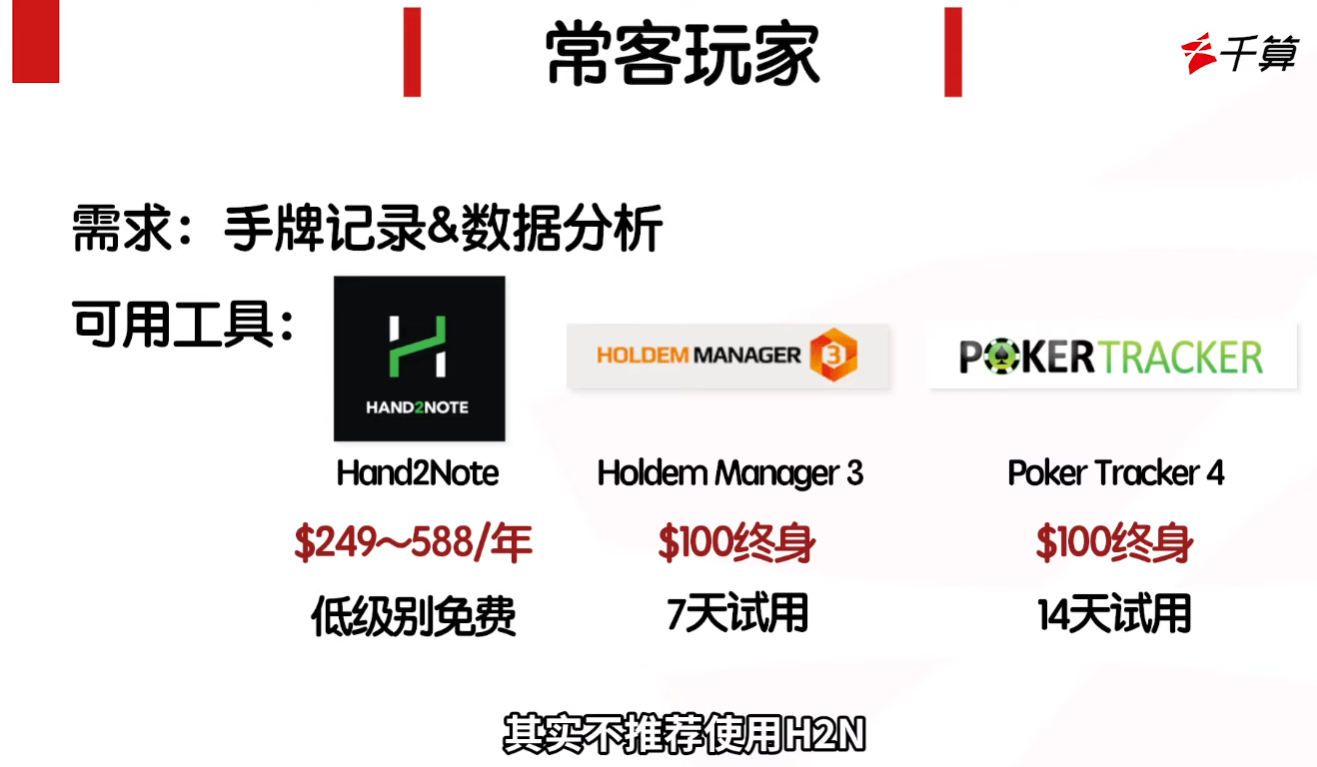 常客玩家
千算
需求：手牌记录&数据分析
可用工具：
HAND2NOTE
HOLDEM MANAGER 3
POKERTRACKER
Hand2Note
Holdem Manager 3
Poker Tracker 4
$249～588/年
$100终身
$100终身
低级别免费
7天试用
14天试用
其实不推荐使用H2N